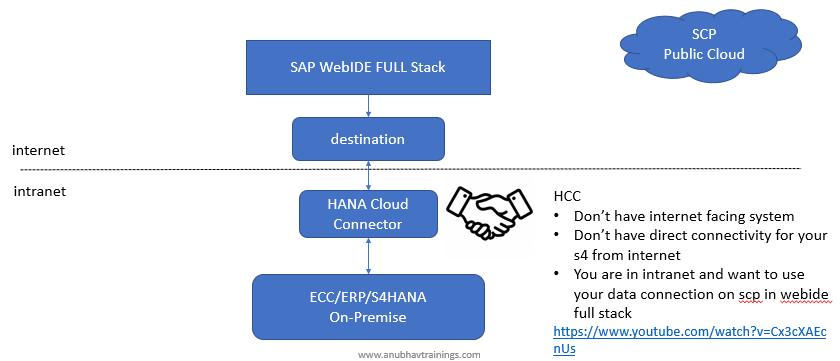 SCP
Public Cloud
SAP WebIDE FULL Stack
destination
internet
intranet
HANA Cloud
Connector
HCC
• Don’t have internet facing system
• Don’t have direct connectivity for your
s4 from internet
• You are in intranet and want to use
your data connection on scp in webide
full stack
https://www.youtube.com/watch?v=Cx3cXAEc
nUs
ECC/ERP/S4HANA
On-Premise
www.anubhavtrainings.com